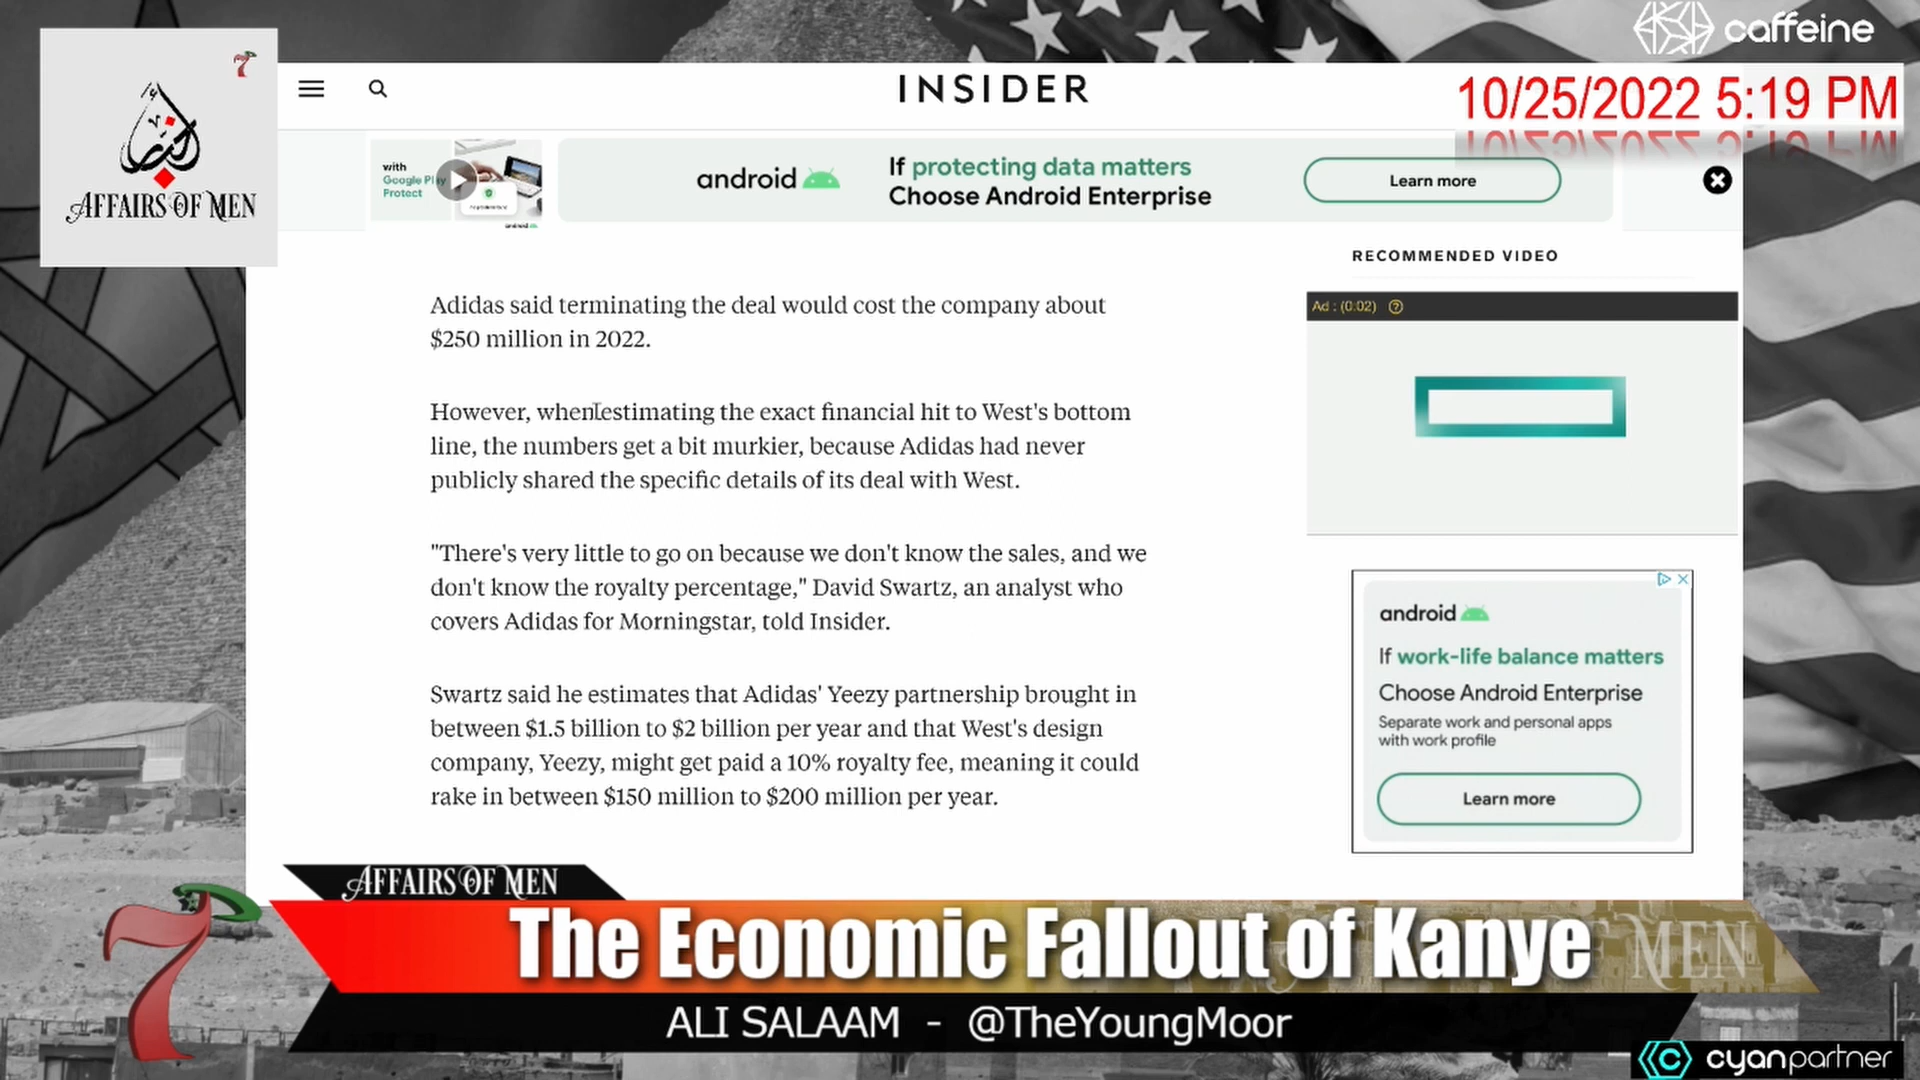 caffeine
INSIDER
10/25/2022 5:19 PM
AFFAIRS OF MEN
with
Google Play
Protect
android
If protecting data matters
Choose Android Enterprise
Learn more
RECOMMENDED VIDEO
Ad : (0:02)
Adidas said terminating the deal would cost the company about
$250 million in 2022.
However, when estimating the exact financial hit to West's bottom
line, the numbers get a bit murkier, because Adidas had never
publicly shared the specific details of its deal with West.
"There's very little to go on because we don't know the sales, and we
don't know the royalty percentage," David Swartz, an analyst who
covers Adidas for Morningstar, told Insider.
Swartz said he estimates that Adidas' Yeezy partnership brought in
between $1.5 billion to $2 billion per year and that West's design
company, Yeezy, might get paid a 10% royalty fee, meaning it could
rake in between $150 million to $200 million per year.
android
If work-life balance matters
Choose Android Enterprise
Separate work and personal apps
with work profile
Learn more
AFFAIRS OF MEN
The Economic Fallout of Kanye
MEN
ALI SALAAM - @TheYoungMoor
cyanpartner